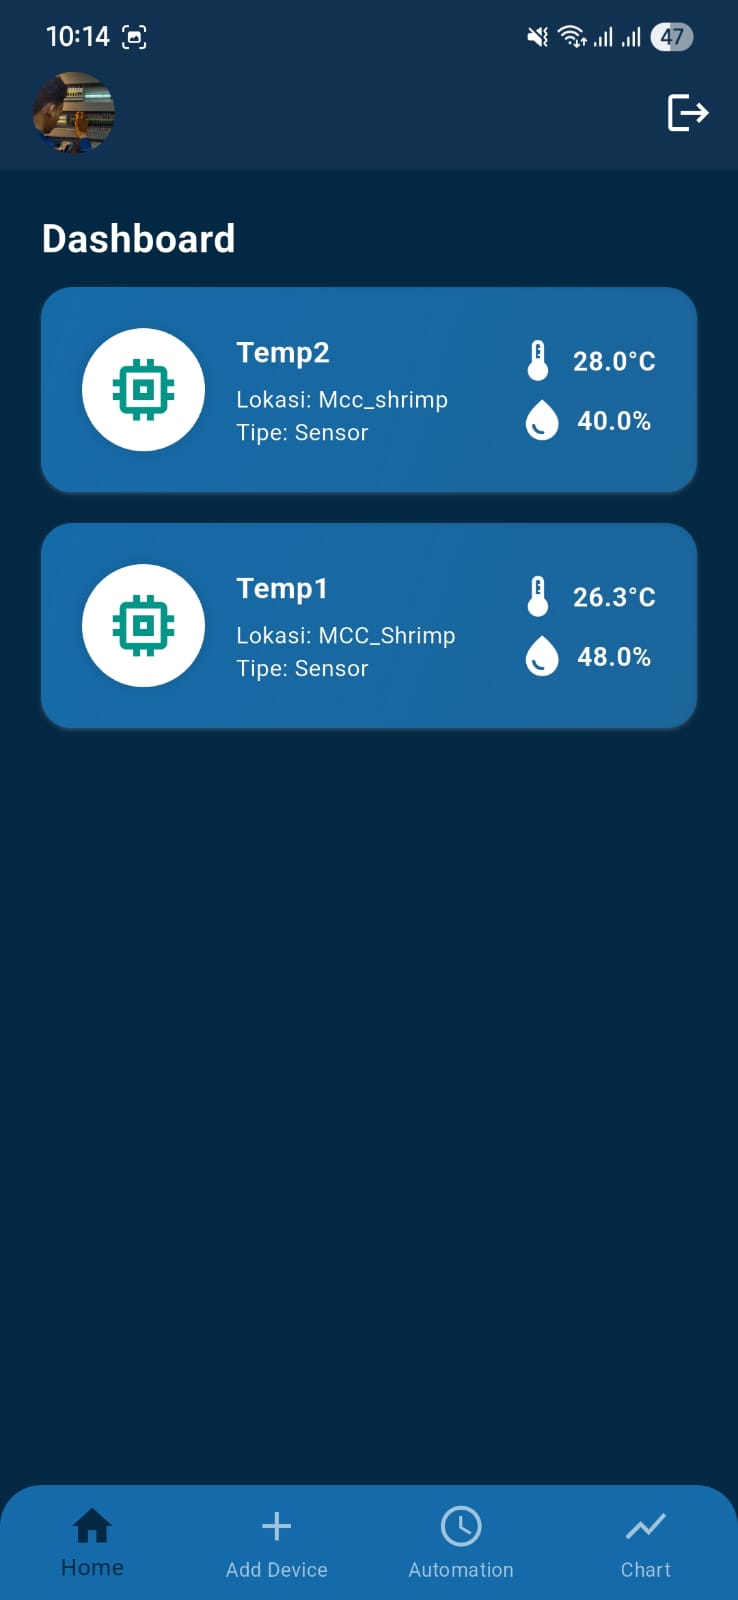 10:14
47
Dashboard
Temp2
Lokasi: Mcc_shrimp
Tipe: Sensor
28.0°C
40.0%
Temp1
Lokasi: MCC_Shrimp
Tipe: Sensor
26.3°C
48.0%
Home
Add Device
Automation
Chart